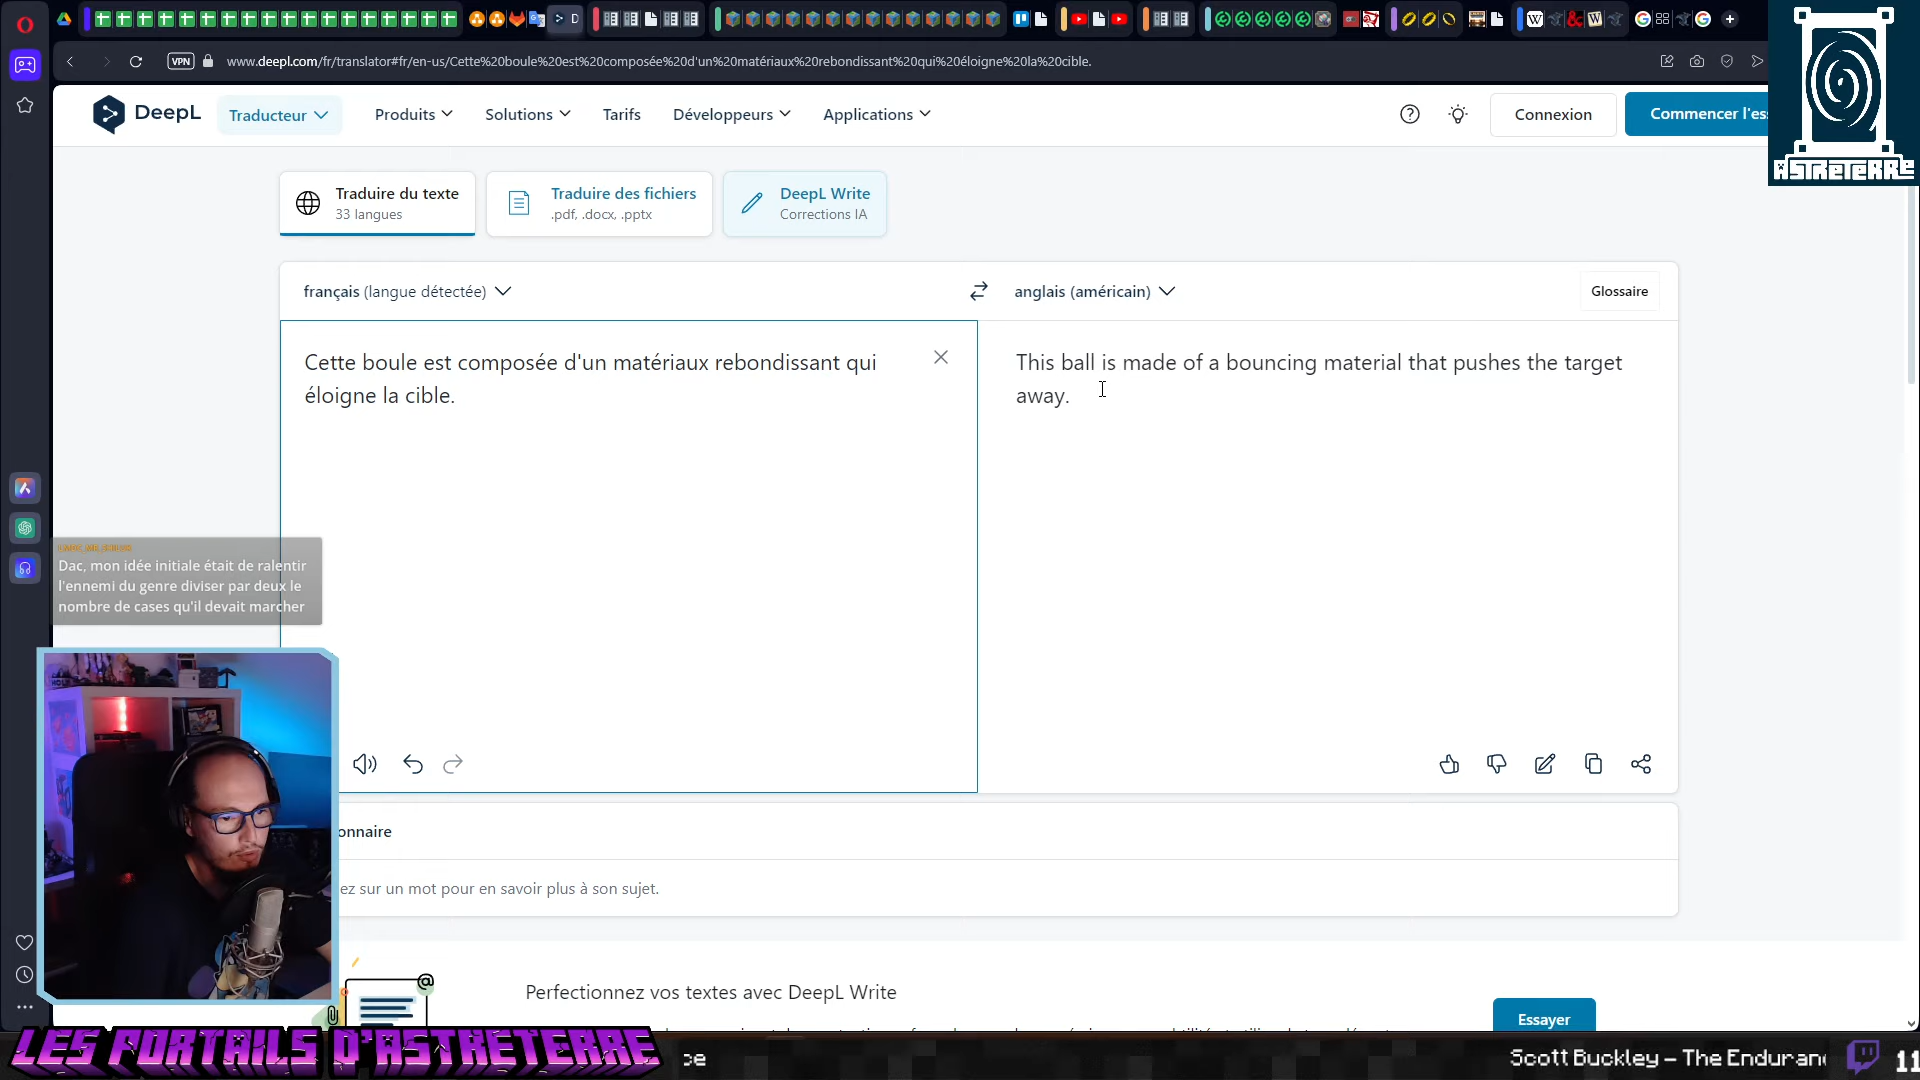 D
VPN
www.deepl.com/fr/translator#fr/en-us/Cette%20boule%20est%20composée%20d'un%20matériaux%20rebondissant%20qui%20éloigne%20la%20cible.
DeepL
Traducteur
Produits
Solutions
Tarifs
Développeurs
Applications
Connexion
Commencer l'es
ASTRETERRE
Traduire du texte
33 langues
Traduire des fichiers
.pdf, .docx, .pptx
DeepL Write
Corrections IA
français (langue détectée)
anglais (américain)
Glossaire
Cette boule est composée d'un matériaux rebondissant qui
éloigne la cible.
This ball is made of a bouncing material that pushes the target
away.
Dac, mon idée initiale était de ralentir
l'ennemi du genre diviser par deux le
nombre de cases qu'il devait marcher
onnaire
ez sur un mot pour en savoir plus à son sujet.
Perfectionnez vos textes avec DeepL Write
Essayer
LES PORTAILS D'ASTRETERRE
ce
Scott Buckley – The Enduran
11